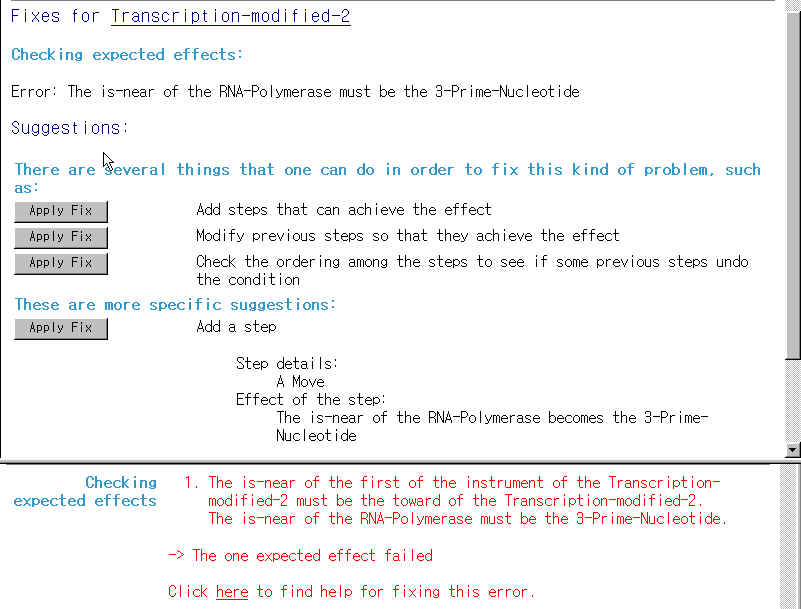 Fixes for Transcription-modified-2
Checking expected effects:
Error: The is-near of the RNA-Polymerase must be the 3-Prime-Nucleotide
Suggestions:
There are several things that one can do in order to fix this kind of problem, such
as:
Apply Fix Add steps that can achieve the effect
Apply Fix Modify previous steps so that they achieve the effect
Apply Fix Check the ordering among the steps to see if some previous steps undo
the condition
These are more specific suggestions:
Apply Fix Add a step
Step details:
A Move
Effect of the step:
The is-near of the RNA-Polymerase becomes the 3-Prime-
Nucleotide
Checking 1. The is-near of the first of the instrument of the Transcription-
expected effects modified-2 must be the toward of the Transcription-modified-2.
The is-near of the RNA-Polymerase must be the 3-Prime-Nucleotide.
-> The one expected effect failed
Click here to find help for fixing this error.